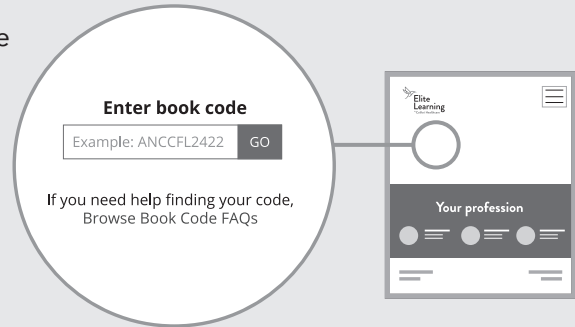 e
Enter book code
Example: ANCCFL2422 GO
If you need help finding your code,
Browse Book Code FAQs
Elite
Learning
Your profession